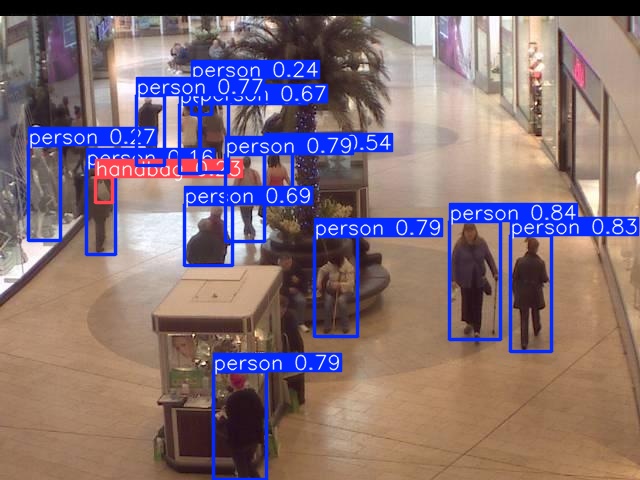 person 0.24
person 0.77
person 0.67
person 0.27
person 0.79
0.54
person 0.16
handbag 0.33
person 0.69
person 0.84
person 0.79
person 0.83
person 0.79